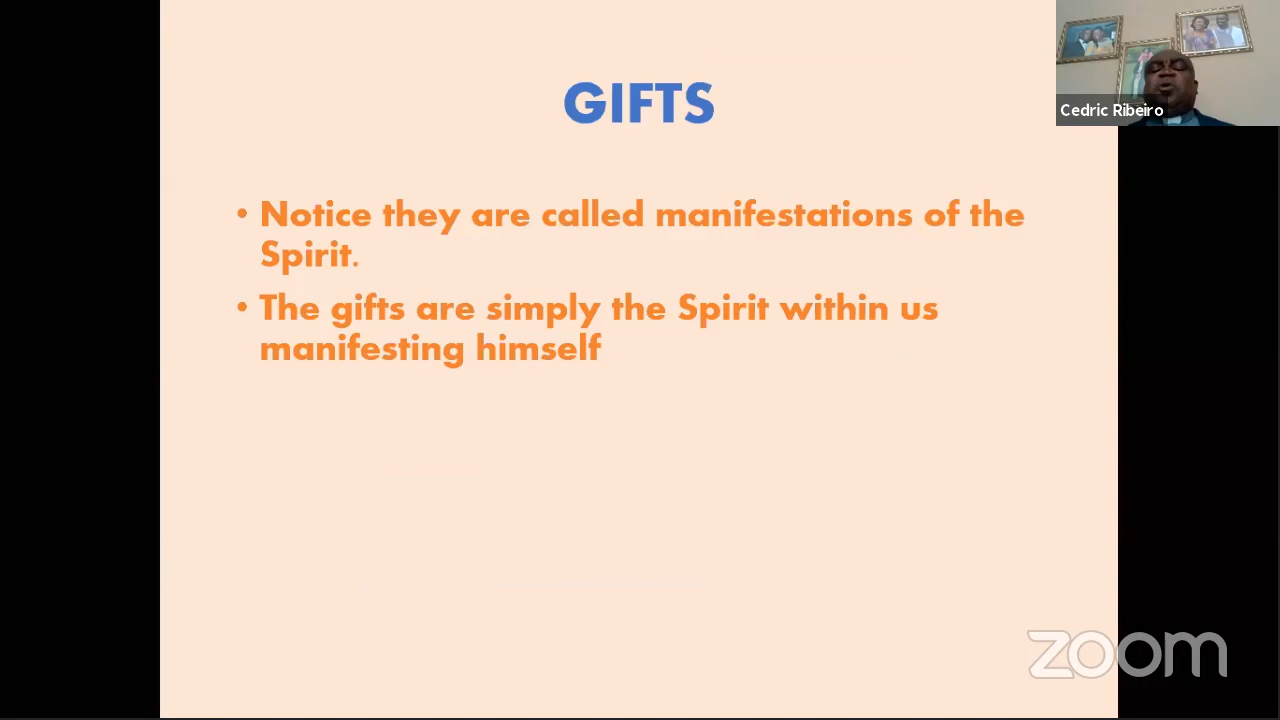 GIFTS
Cedric Ribeiro
• Notice they are called manifestations of the
Spirit.
• The gifts are simply the Spirit within us
manifesting himself
zoom